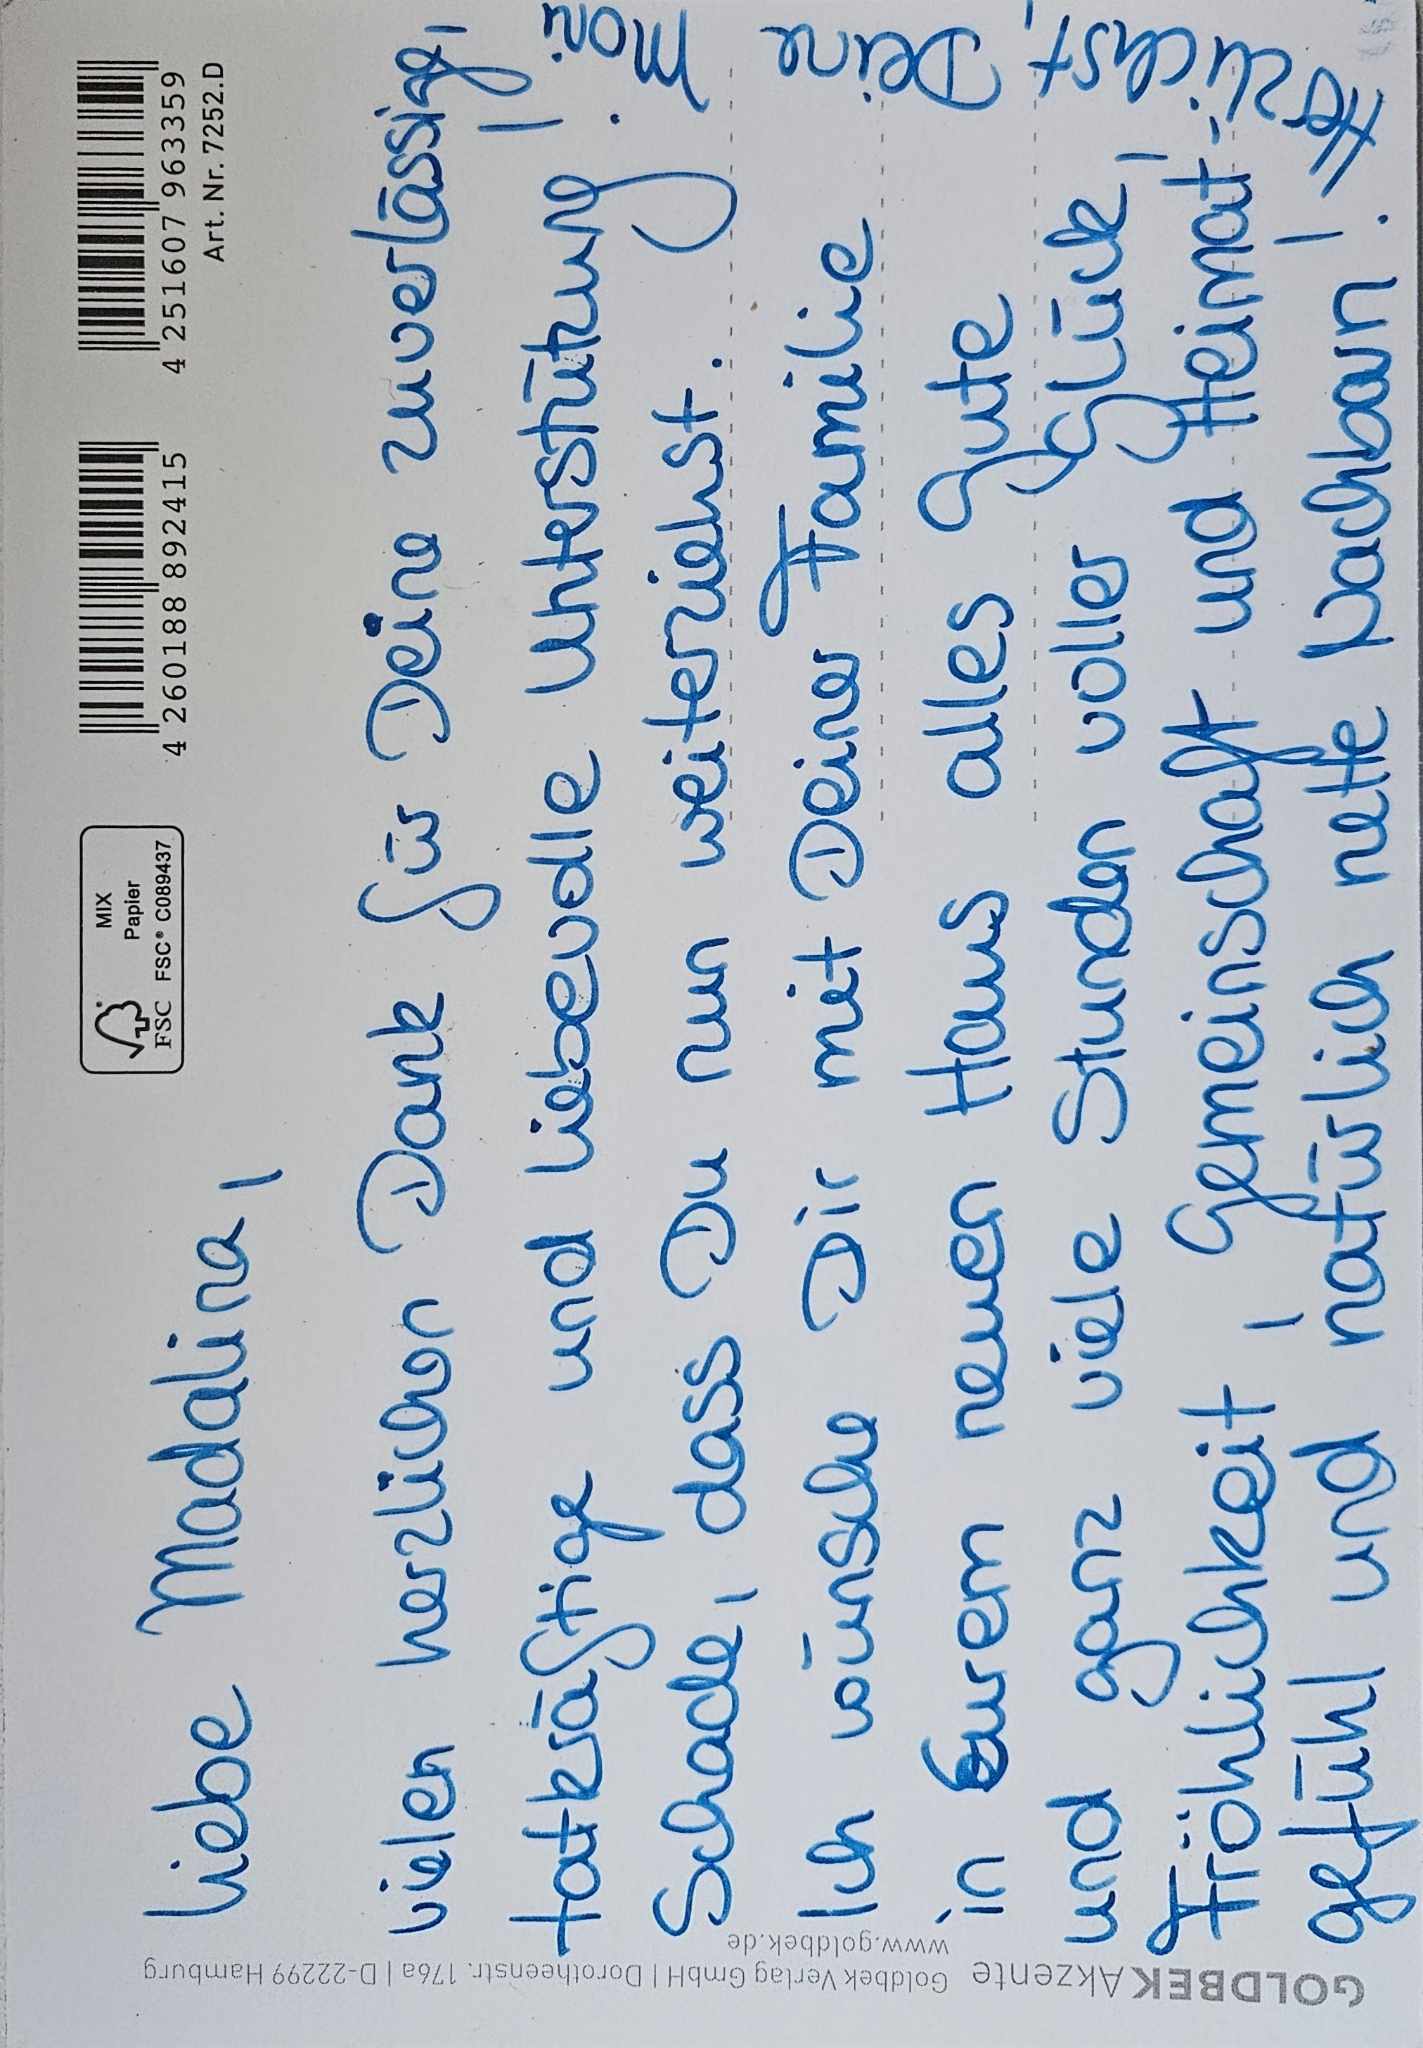 liebe Madalina,
vielen herzlichen Dank für Deine zuverlässige,
tatkräftige und liebevolle Unterstützung!
Schade, dass Du nun weiterziehst.
Ich wünsche Dir mit Deiner Familie
in Eurem neuen Haus alles Gute
und ganz viele Stunden voller Glück,
Fröhlichkeit, Gemeinschaft und Heimat-
gefühl und natürlich nette Nachbarn!
Herzlichst, Deine Moni
MIX
Papier
FSC FSC® C089437
4 260188 892415
4 251607 963359
Art. Nr. 7252.D
GOLDBEK Akzente Goldbek Verlag GmbH | Dorotheenstr. 176a | D-22299 Hamburg
www.goldbek.de